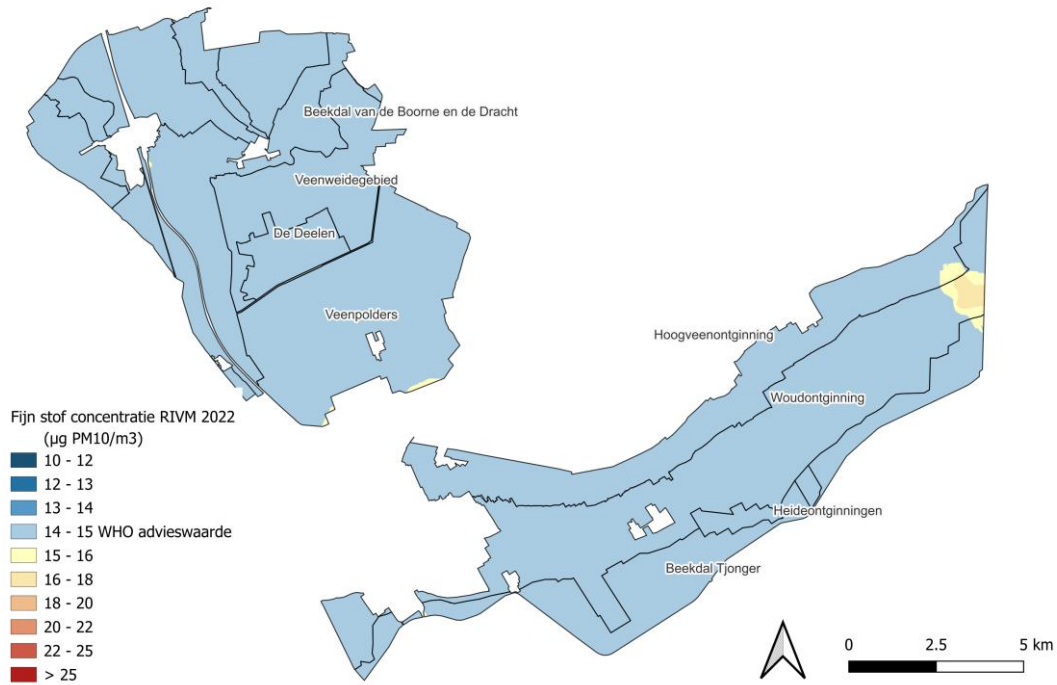 Beekdal van de Boorne en de Dracht
Veenweidegebied
De Deelen
Veenpolders
Hoogveenontginning
Woudontginning
Heideontginningen
Beekdal Tjonger
Fijn stof concentratie RIVM 2022
(µg PM10/m3)
10 - 12
12 - 13
13 - 14
14 - 15 WHO advieswaarde
15 - 16
16 - 18
18 - 20
20 - 22
22 - 25
> 25
0 2.5 5 km